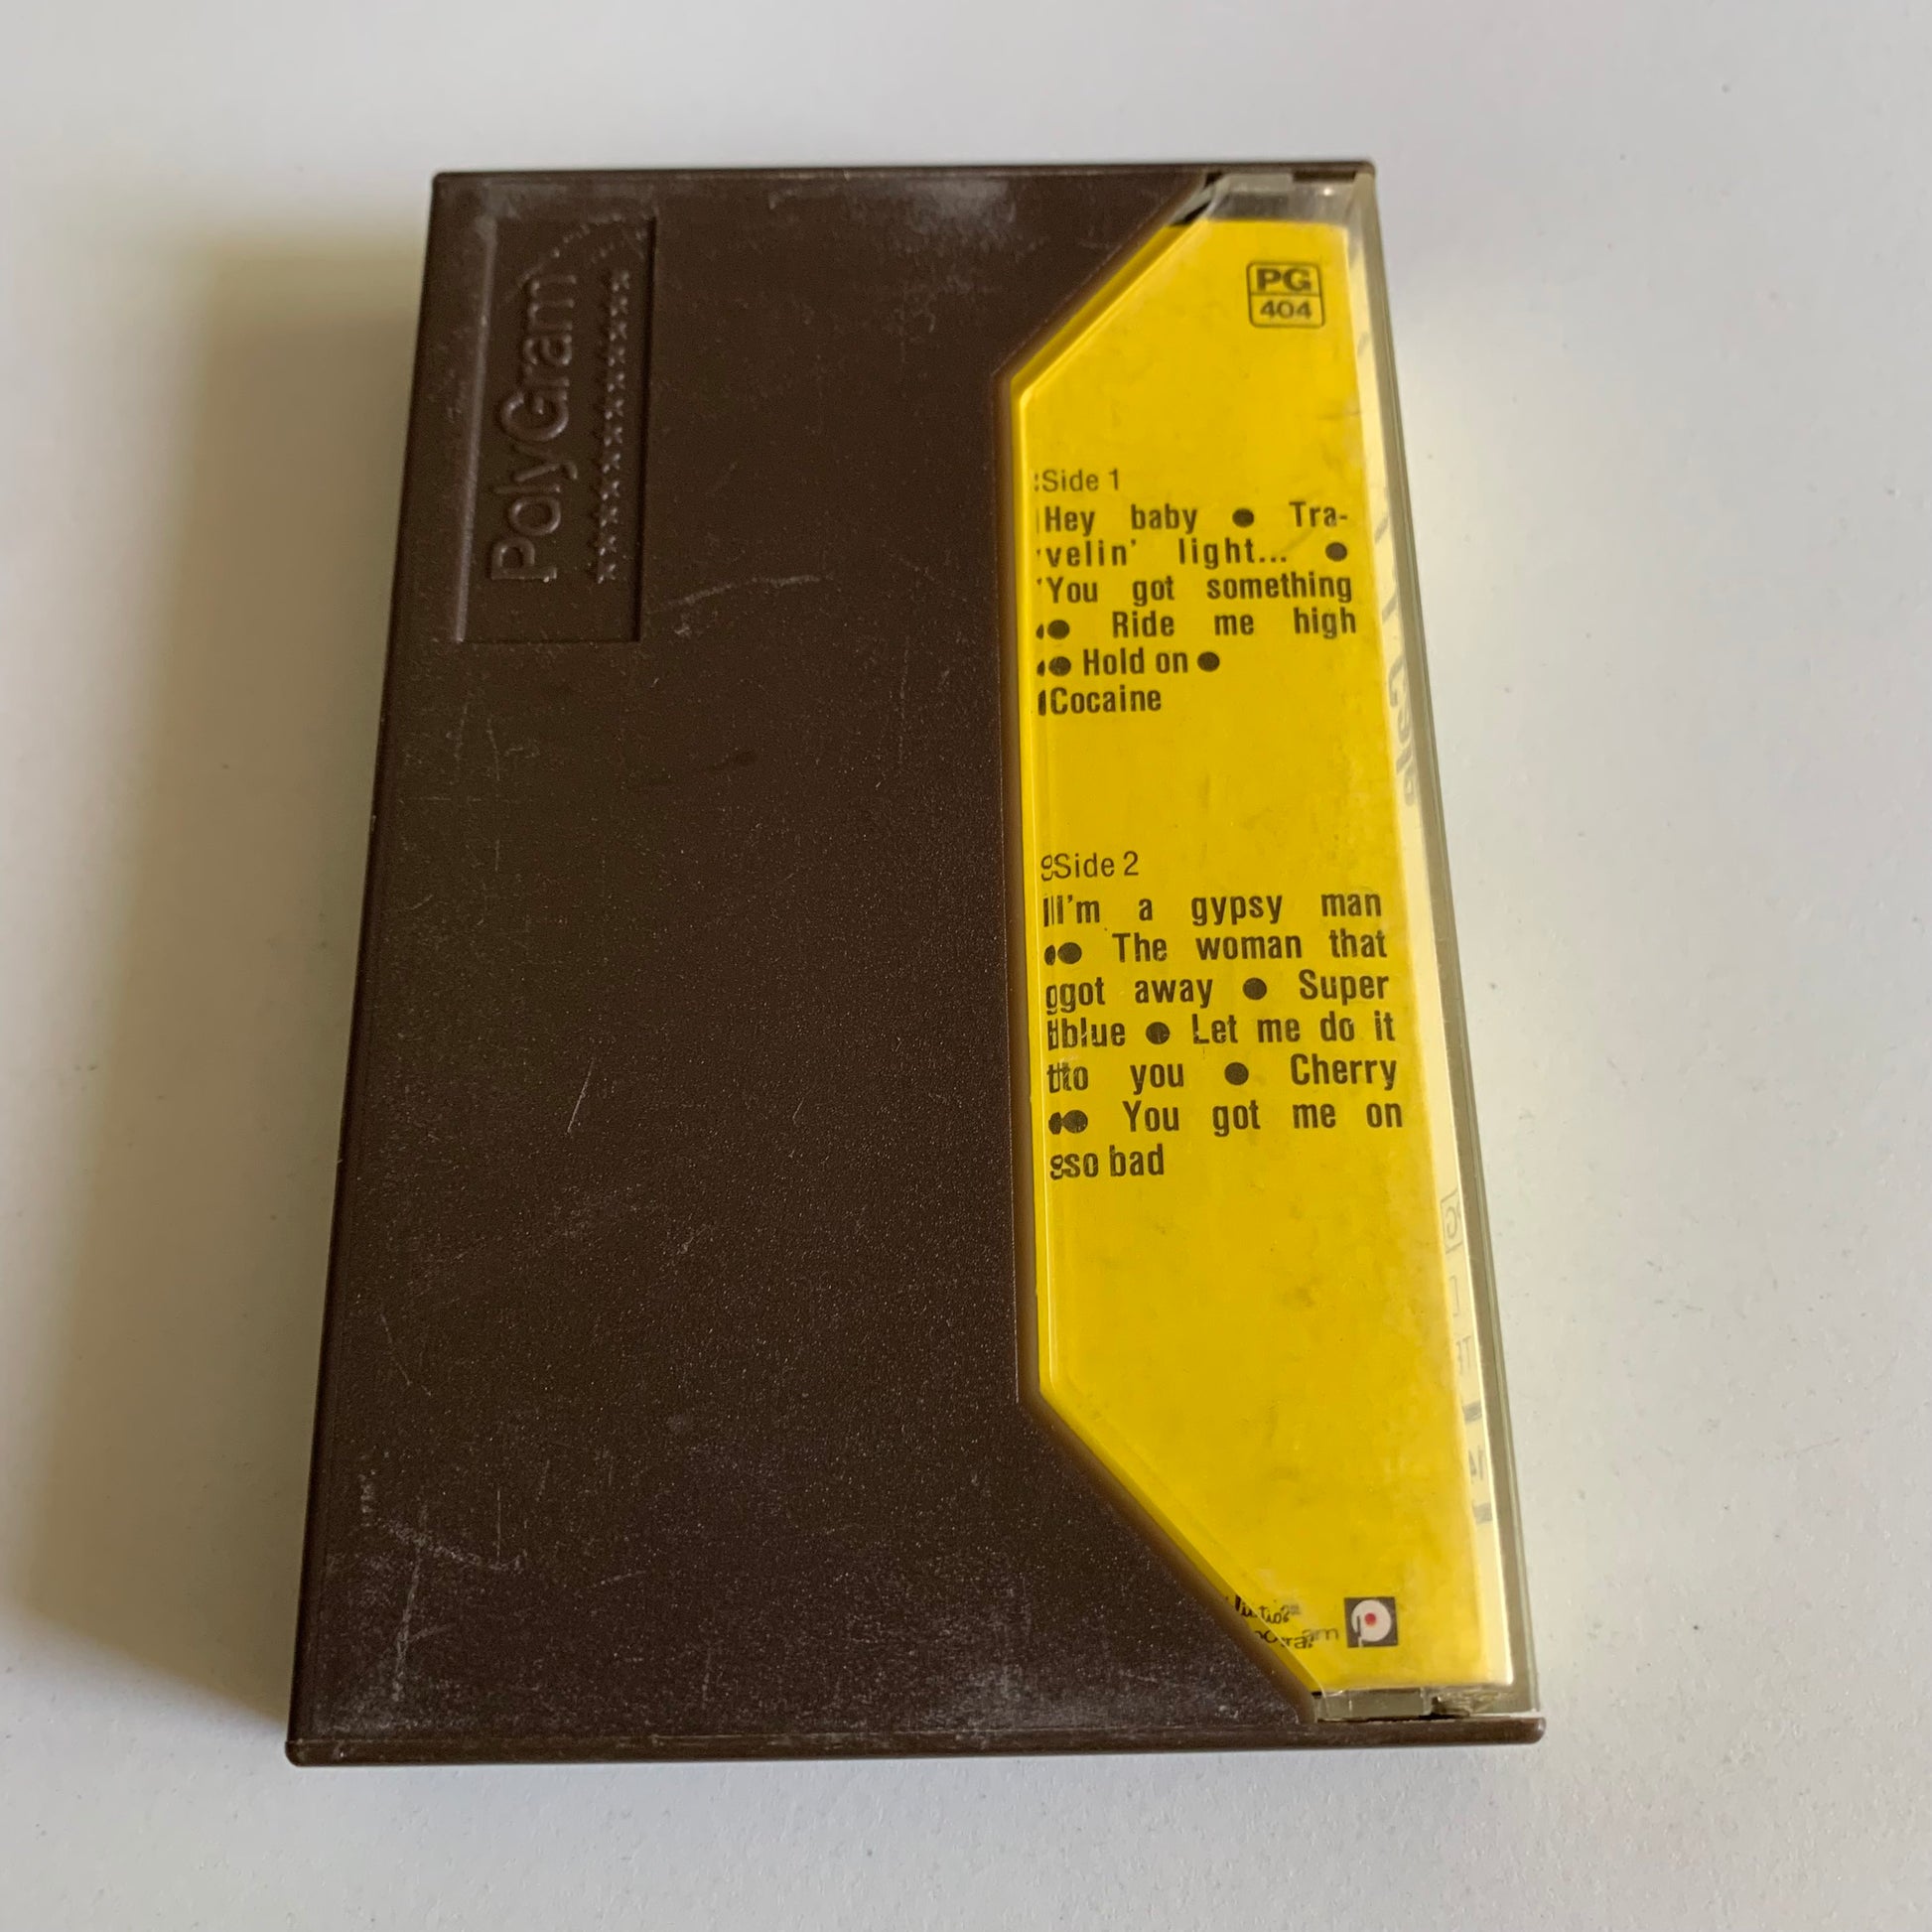 PolyGram
PG
404
Side 1
Hey baby ● Tra-
velin' light... ●
You got something
● Ride me high
● Hold on ●
Cocaine
Side 2
I'm a gypsy man
● The woman that
got away ● Super
blue ● Let me do it
to you ● Cherry
● You got me on
so bad